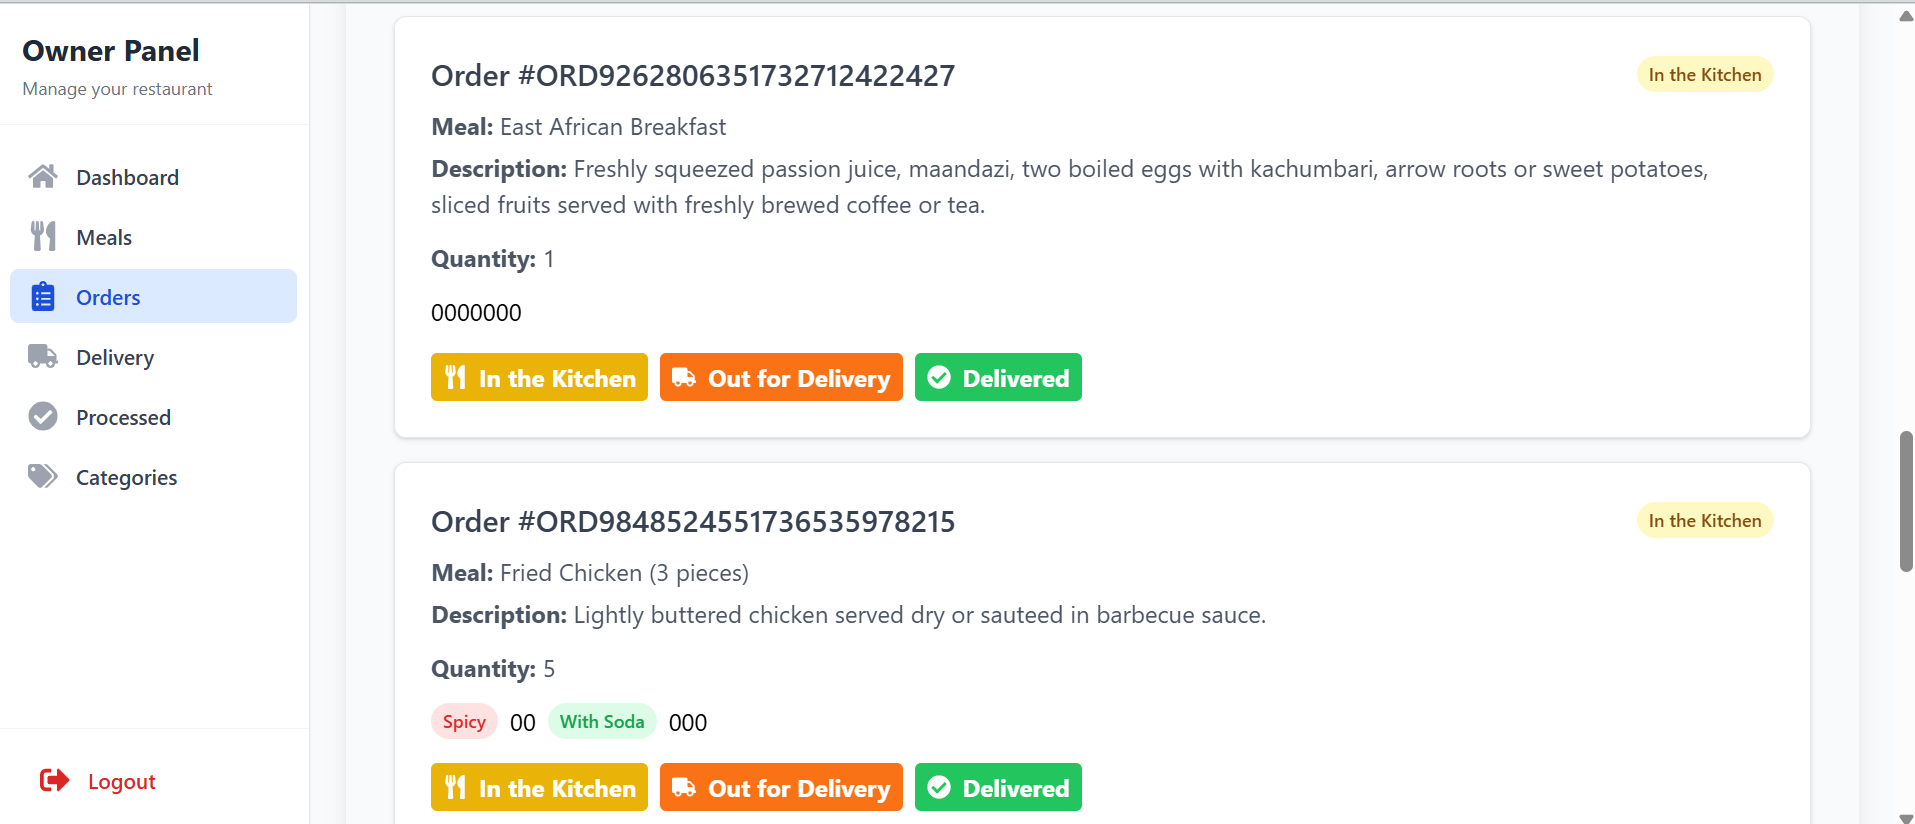 Owner Panel
Manage your restaurant
Dashboard
Meals
Orders
Delivery
Processed
Categories
Logout
Order #ORD9262806351732712422427
In the Kitchen
Meal: East African Breakfast
Description: Freshly squeezed passion juice, maandazi, two boiled eggs with kachumbari, arrow roots or sweet potatoes,
sliced fruits served with freshly brewed coffee or tea.
Quantity: 1
0000000
In the Kitchen Out for Delivery Delivered
Order #ORD9848524551736535978215
In the Kitchen
Meal: Fried Chicken (3 pieces)
Description: Lightly buttered chicken served dry or sauteed in barbecue sauce.
Quantity: 5
Spicy 00 With Soda 000
In the Kitchen Out for Delivery Delivered